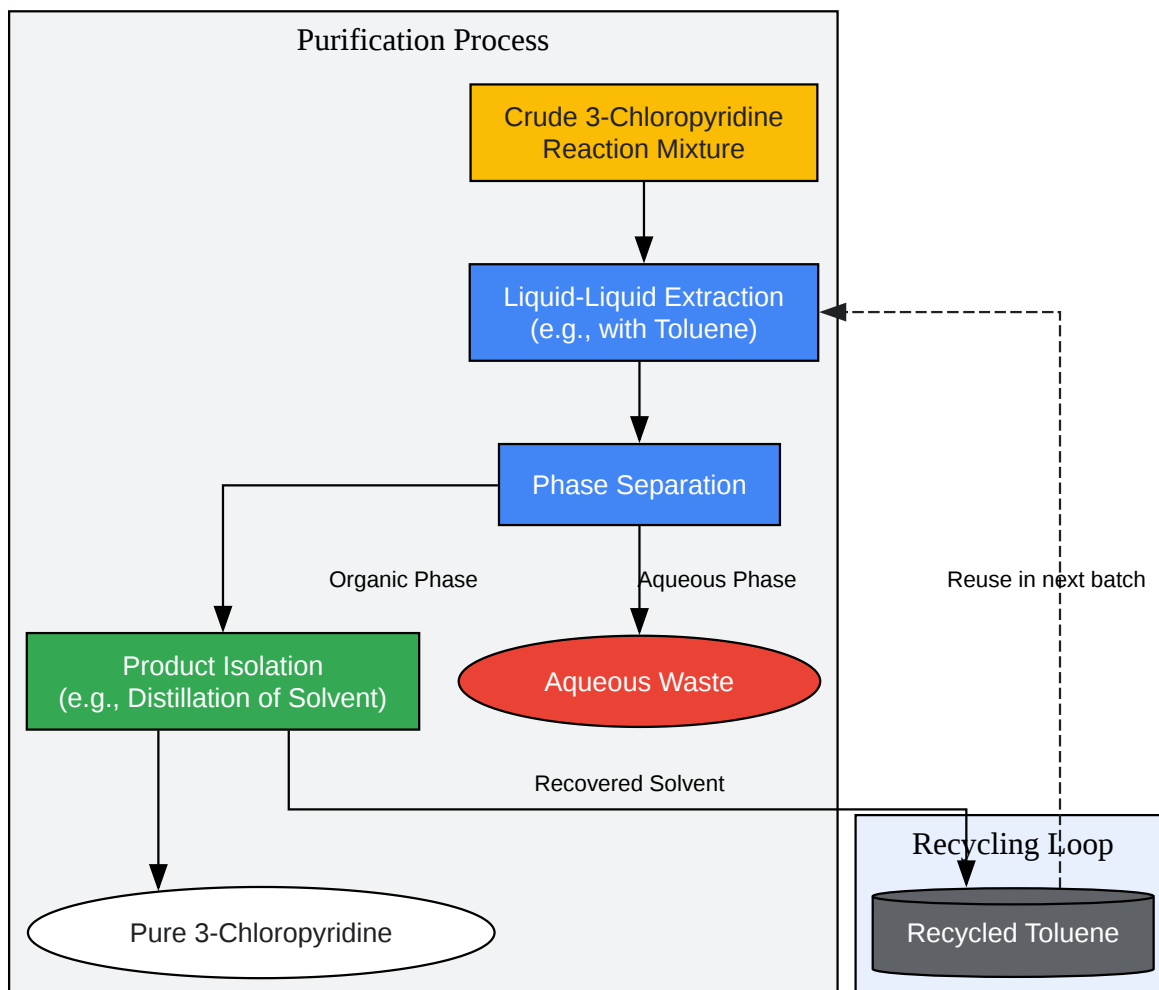 Purification Process
Crude 3-Chloropyridine
Reaction Mixture
Liquid-Liquid Extraction
(e.g., with Toluene)
Phase Separation
Organic Phase
Aqueous Phase
Reuse in next batch
Product Isolation
(e.g., Distillation of Solvent)
Aqueous Waste
Recovered Solvent
Recycling Loop
Pure 3-Chloropyridine
Recycled Toluene